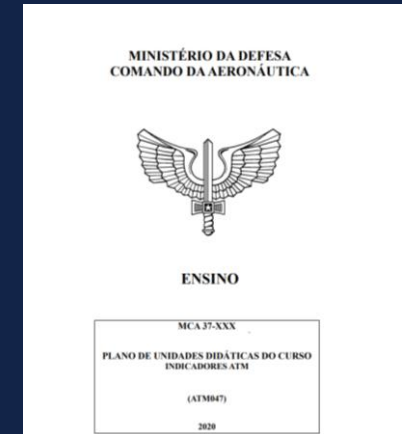 MINISTÉRIO DA DEFESA
COMANDO DA AERONÁUTICA
ENSINO
MCA 37-XXX
PLANO DE UNIDADES DIDÁTICAS DO CURSO
INDICADORES ATM
(ATM047)
2020